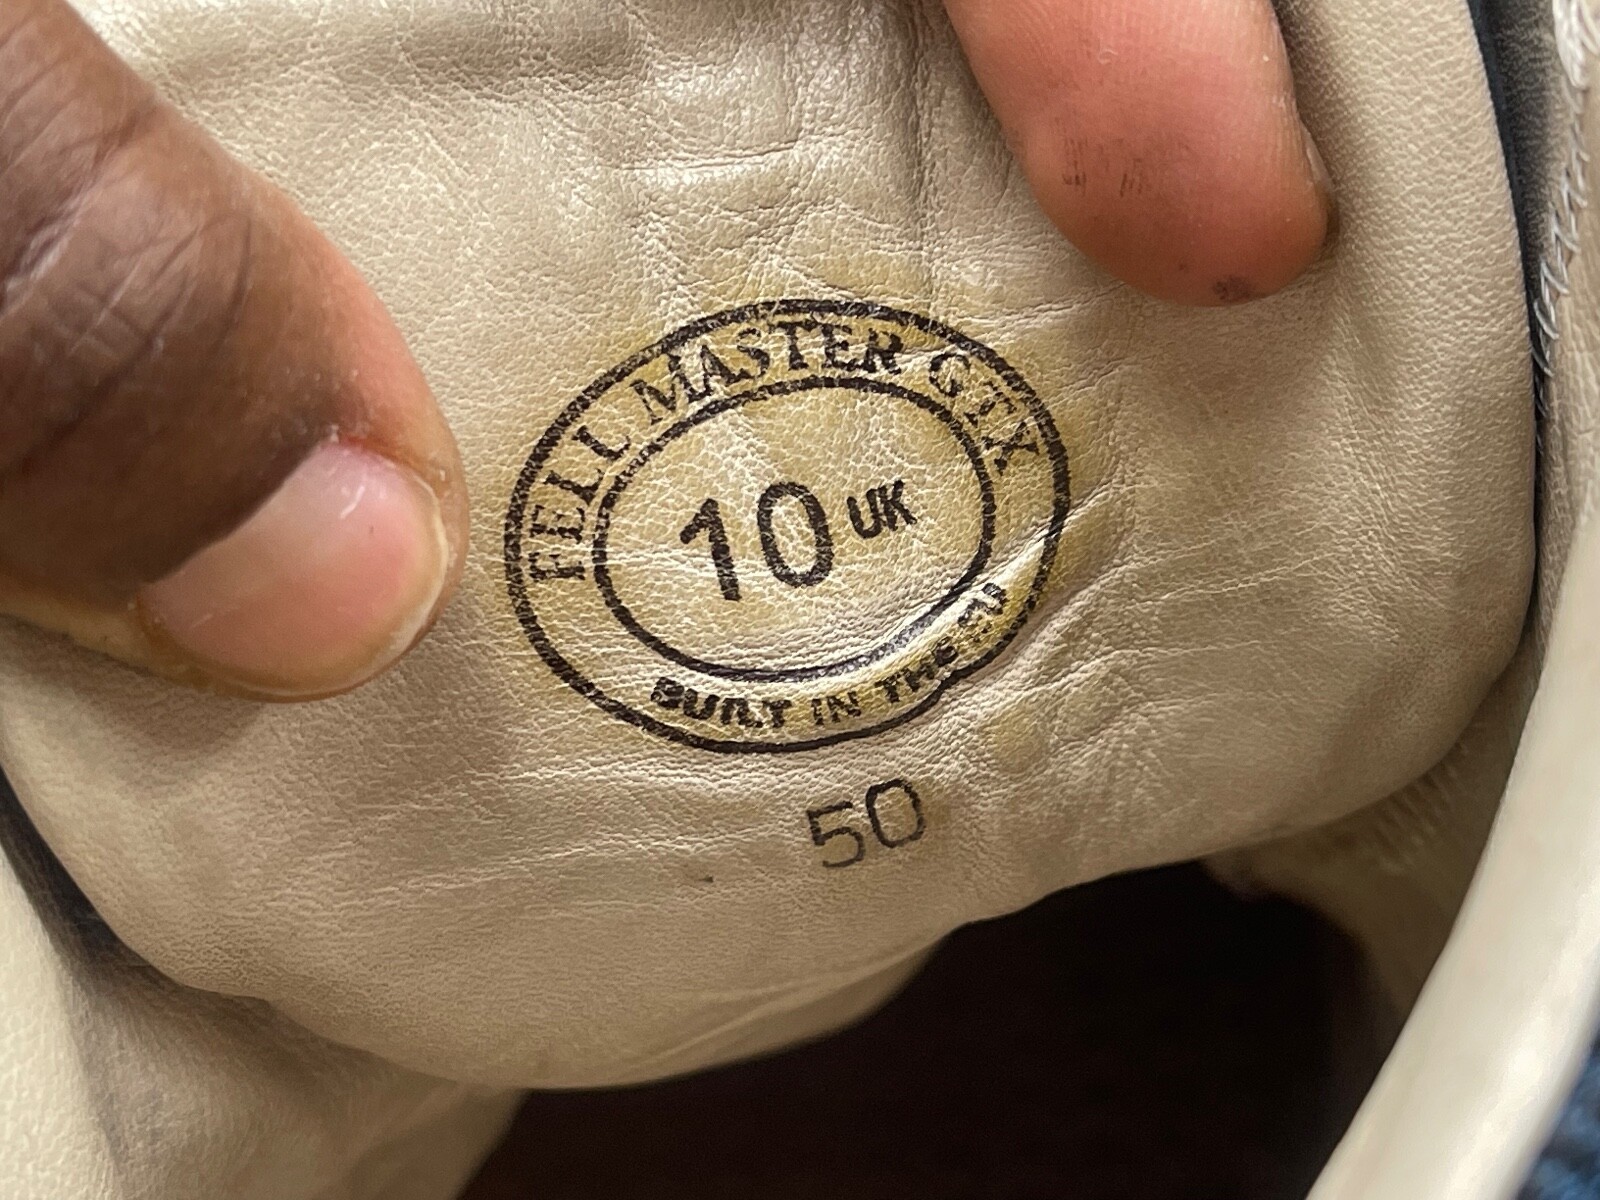 FELL MASTER GTX
10 UK
BUILT IN THE
50